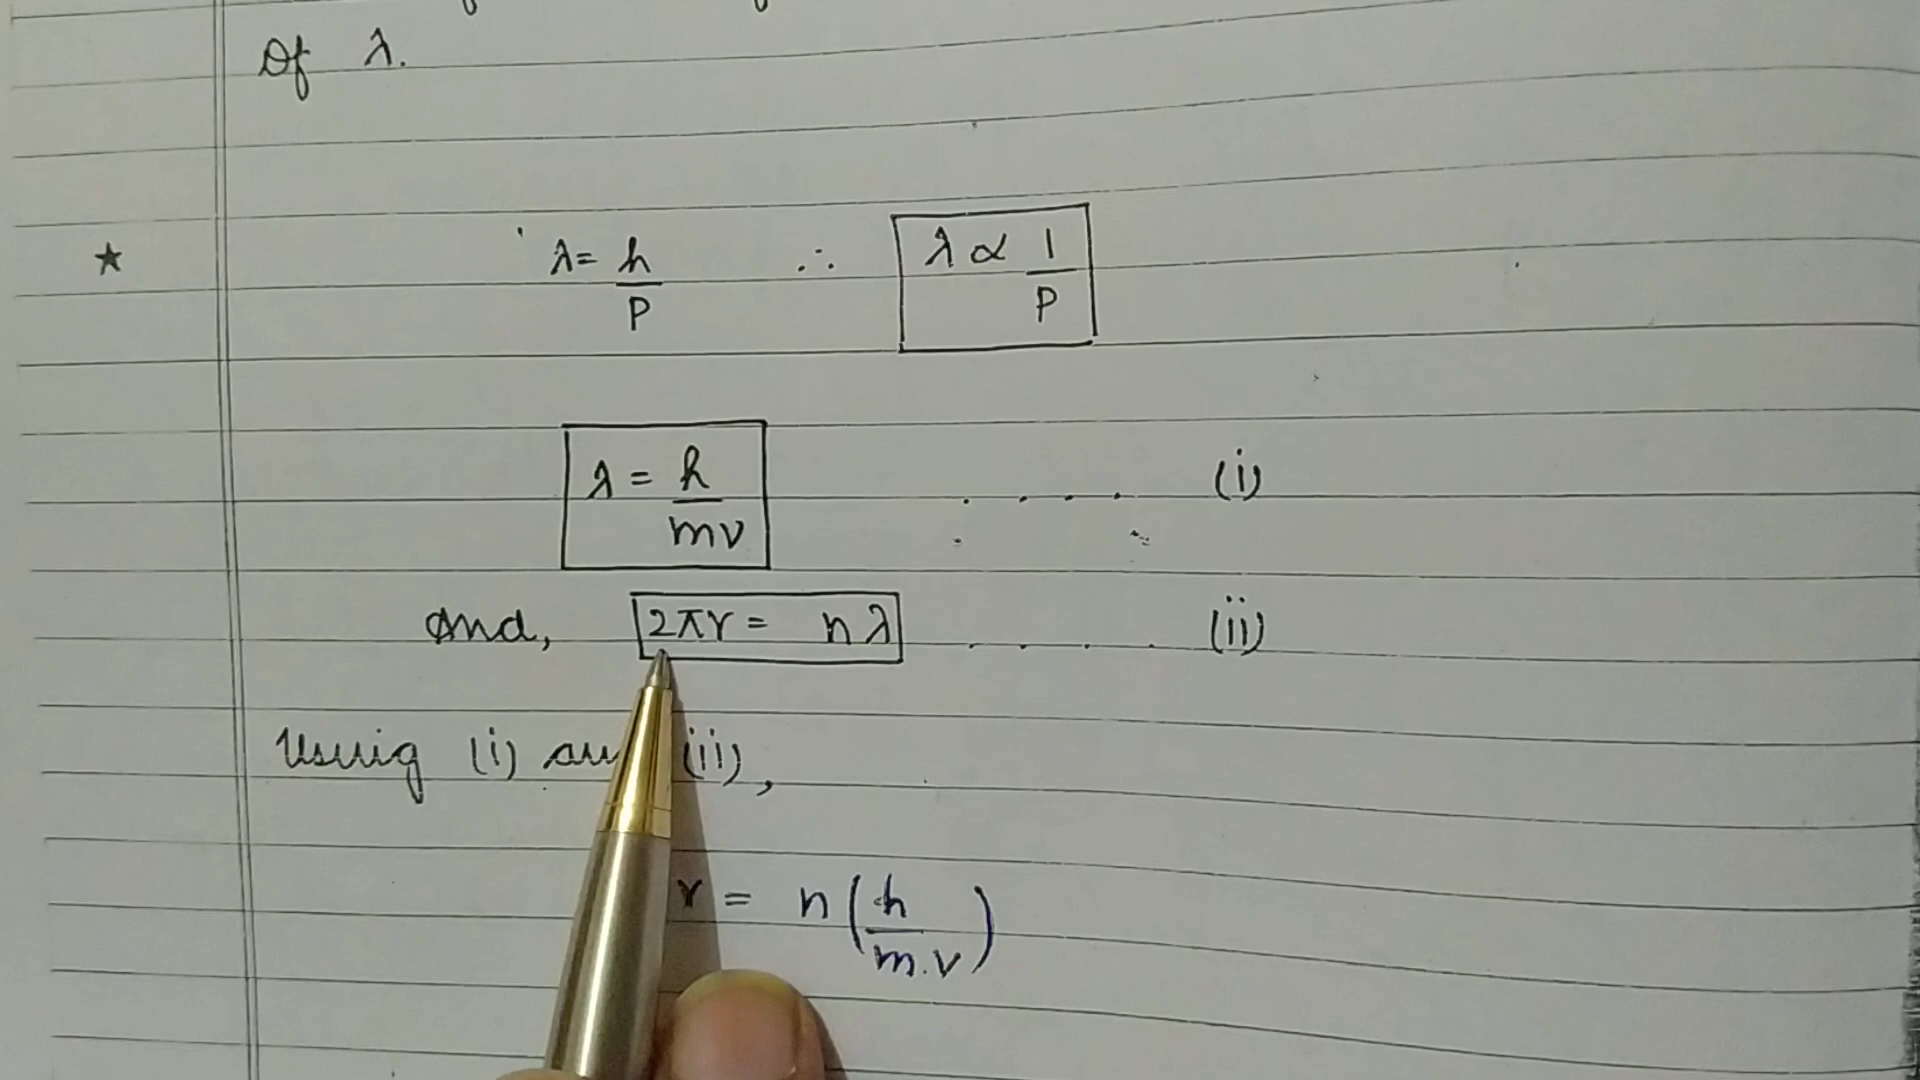 Of λ.
★ λ = h/P ∴ λ ∝ 1/P
λ = h/mv . . . . (i)
And, 2πr = nλ . . . . (ii)
Using (i) (ii),
r = n(h/m.v)